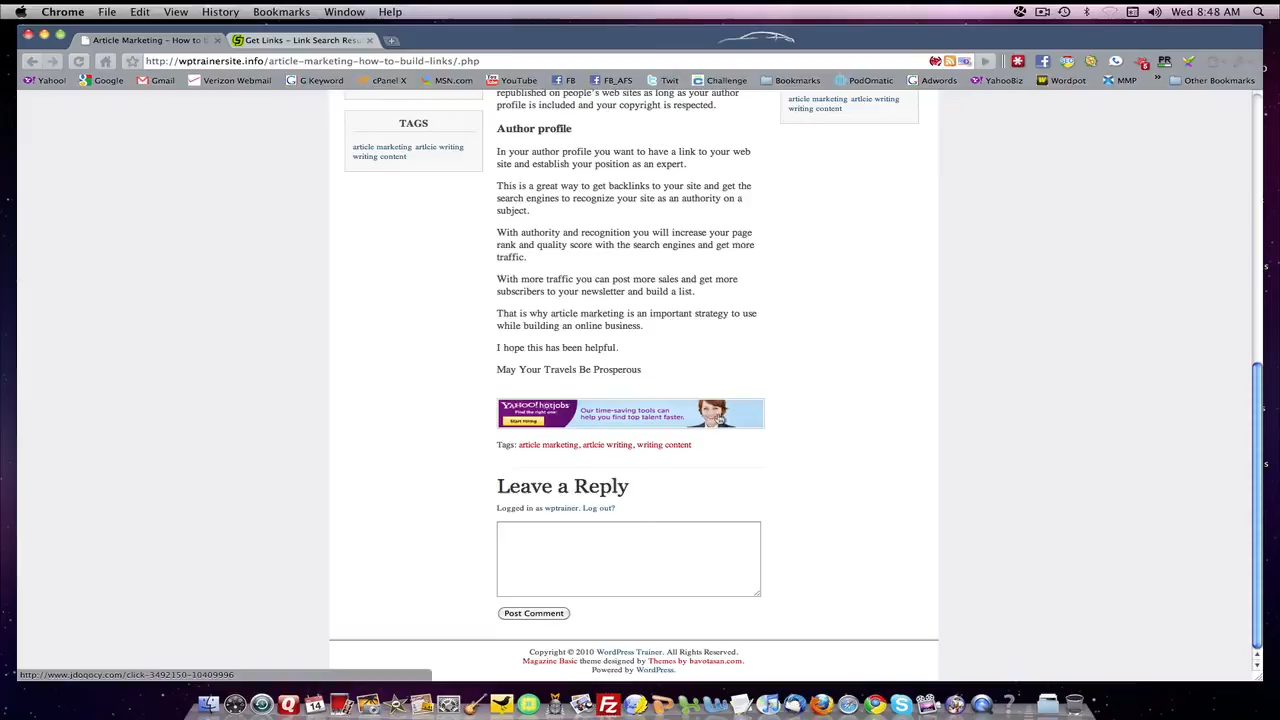 Chrome File Edit View History Bookmarks Window Help
Wed 8:48 AM
Article Marketing – How to B
Get Links – Link Search Resu
http://wptrainersite.info/article-marketing-how-to-build-links/.php
Yahoo! Google Gmail Verizon Webmail G Keyword cPanel X MSN.com YouTube FB FB_AFS Twit Challenge Bookmarks PodOmatic Adwords YahooBiz Wordpot MMP » Other Bookmarks
TAGS
article marketing artlcie writing
writing content
republished on people's web sites as long as your author
profile is included and your copyright is respected.
Author profile
In your author profile you want to have a link to your web
site and establish your position as an expert.
This is a great way to get backlinks to your site and get the
search engines to recognize your site as an authority on a
subject.
With authority and recognition you will increase your page
rank and quality score with the search engines and get more
traffic.
With more traffic you can post more sales and get more
subscribers to your newsletter and build a list.
That is why article marketing is an important strategy to use
while building an online business.
I hope this has been helpful.
May Your Travels Be Prosperous
YAHOO! hotjobs
Find the right one.
Start Hiring
Our time-saving tools can
help you find top talent faster.
Tags: article marketing, artlcie writing, writing content
Leave a Reply
Logged in as wptrainer. Log out?
Post Comment
article marketing artlcie writing
writing content
Copyright © 2010 WordPress Trainer. All Rights Reserved.
Magazine Basic theme designed by Themes by bavotasan.com.
Powered by WordPress.
http://www.jdoqocy.com/click-3492150-10409996